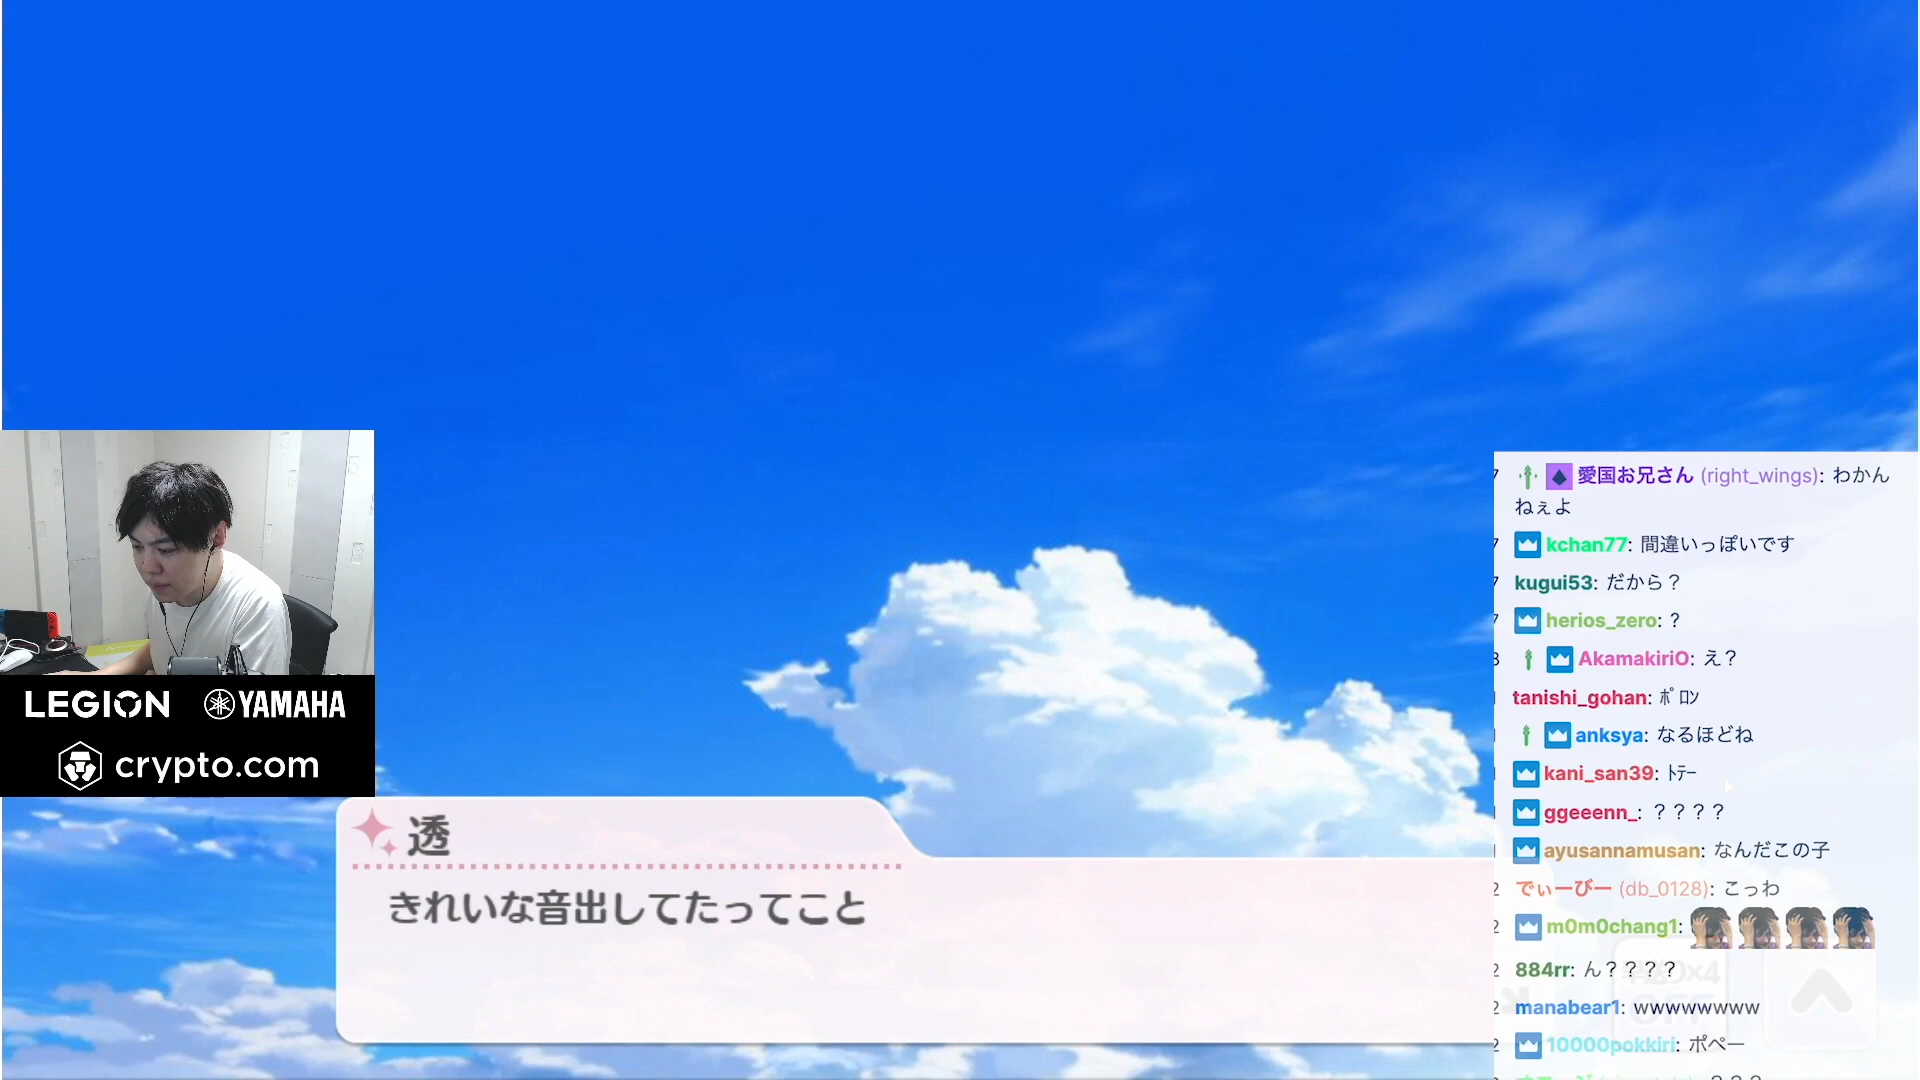 愛国お兄さん (right_wings): わかん
ねぇよ
kchan77: 間違いっぽいです
kugui53: だから？
herios_zero: ？
AkamakiriO: え？
tanishi_gohan: ﾎﾟﾛﾝ
anksya: なるほどね
kani_san39: ﾄﾃｰ
ggeeenn_: ？？？？
ayusannamusan: なんだこの子
でぃーびー (db_0128): こっわ
m0m0chang1:
884rr: ん？？？？
manabear1: wwwwwwww
10000pokkiri: ポペー
LEGION YAMAHA
crypto.com
透
きれいな音出してたってこと